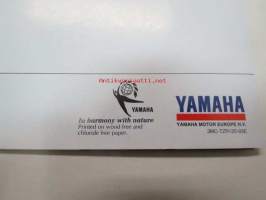 Antikvariaatti.net
YAMAHA
In harmony with nature
Printed on wood free and
chloride free paper.
YAMAHA
YAMAHA MOTOR EUROPE N.V.